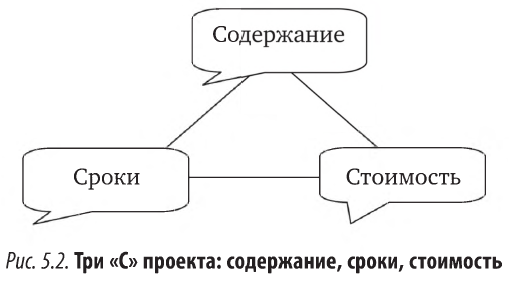 Содержание
Сроки
Стоимость
Рис. 5.2. Три «С» проекта: содержание, сроки, стоимость